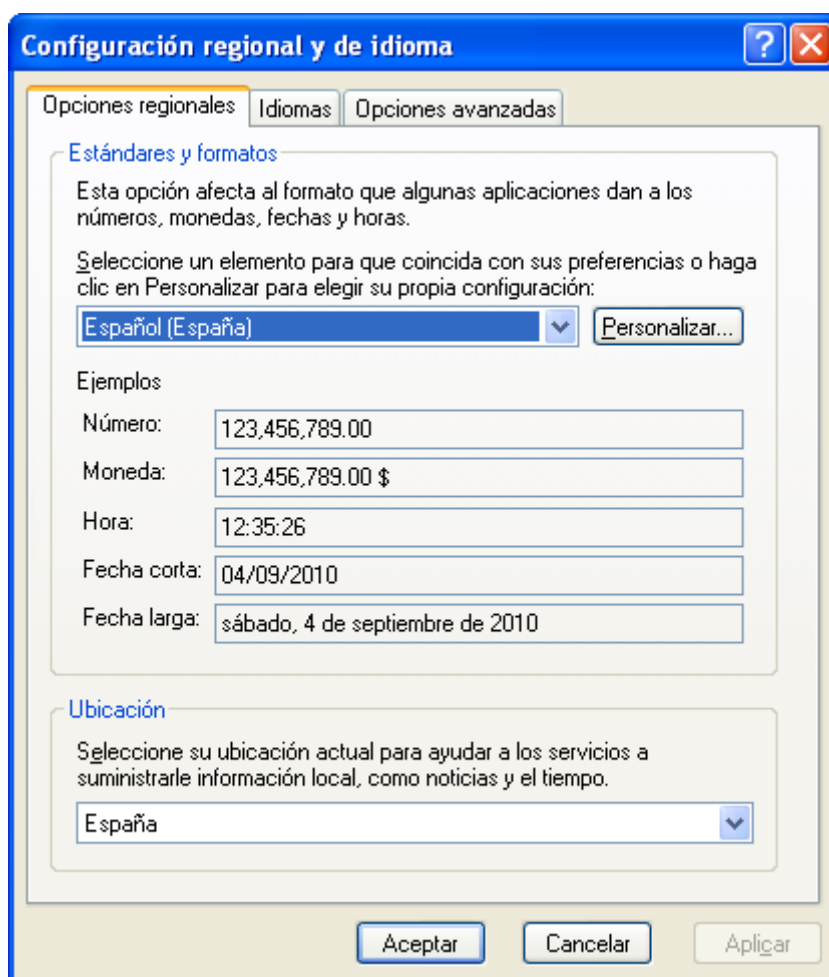 Configuración regional y de idioma
Opciones regionales Idiomas Opciones avanzadas
Estándares y formatos
Esta opción afecta al formato que algunas aplicaciones dan a los
números, monedas, fechas y horas.
Seleccione un elemento para que coincida con sus preferencias o haga
clic en Personalizar para elegir su propia configuración:
Español (España) Personalizar...
Ejemplos
Número: 123,456,789.00
Moneda: 123,456,789.00 $
Hora: 12:35:26
Fecha corta: 04/09/2010
Fecha larga: sábado, 4 de septiembre de 2010
Ubicación
Seleccione su ubicación actual para ayudar a los servicios a
suministrarle información local, como noticias y el tiempo.
España
Aceptar Cancelar Aplicar